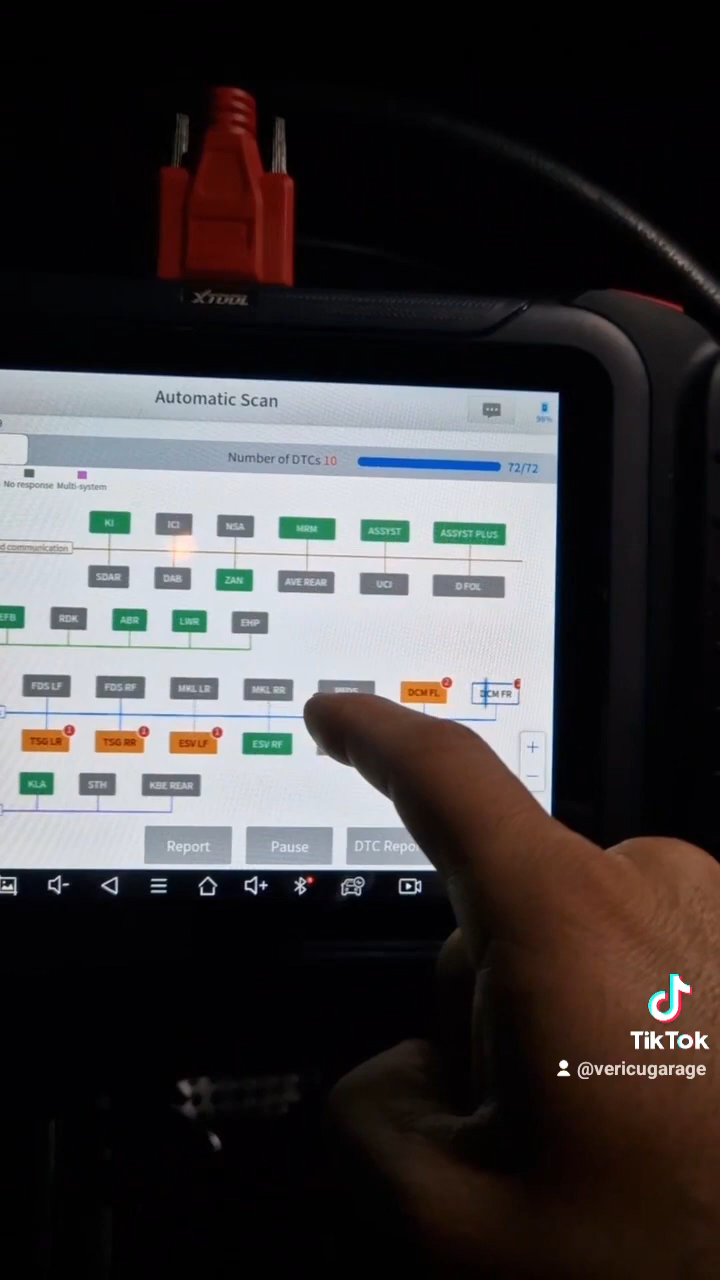 XTOOL
Automatic Scan
98%
Number of DTCs 10
72/72
No response Multi-system
KI ICI NSA MRM ASSYST ASSYST PLUS
d communication
SDAR DAB ZAN AVE REAR UCI D FOL
EFB RDK ABR LWR EHP
FDS LF FDS RF MKL LR MKL RR DCM FL 2 DCM FR
TSG LR TSG RR ESV LF ESV RF
+
KLA STH KBE REAR
Report Pause DTC Repo
TikTok
@vericugarage